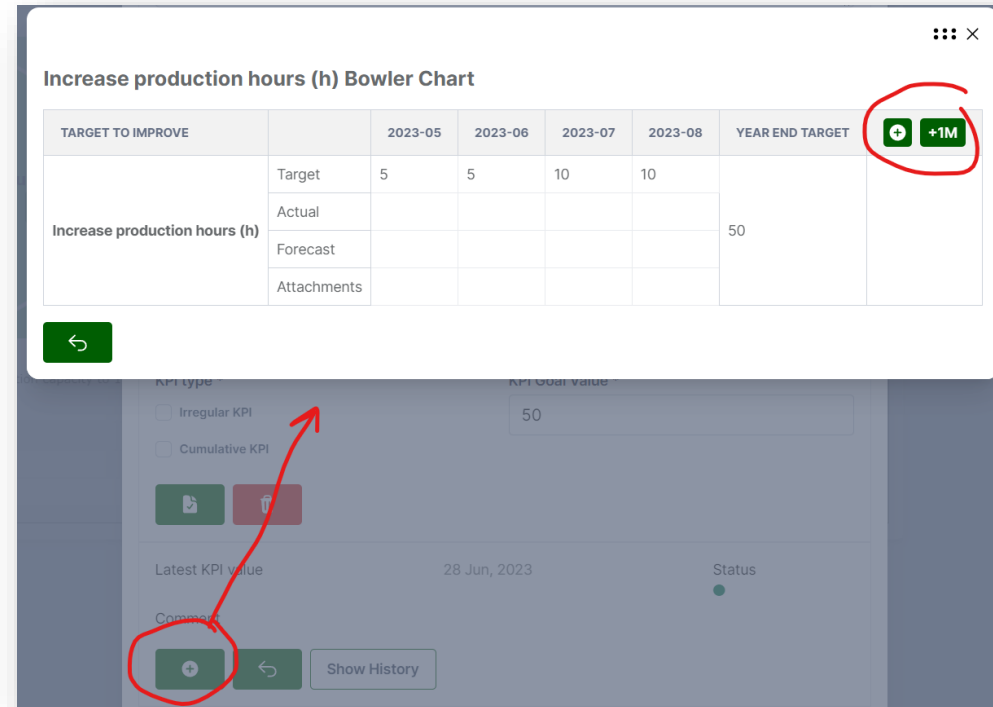 Increase production hours (h) Bowler Chart
TARGET TO IMPROVE 2023-05 2023-06 2023-07 2023-08 YEAR END TARGET +1M
Increase production hours (h) Target 5 5 10 10 50
Actual
Forecast
Attachments
KPI type *
KPI Goal value *
Irregular KPI
50
Cumulative KPI
Latest KPI value 28 Jun, 2023 Status
Comment
Show History